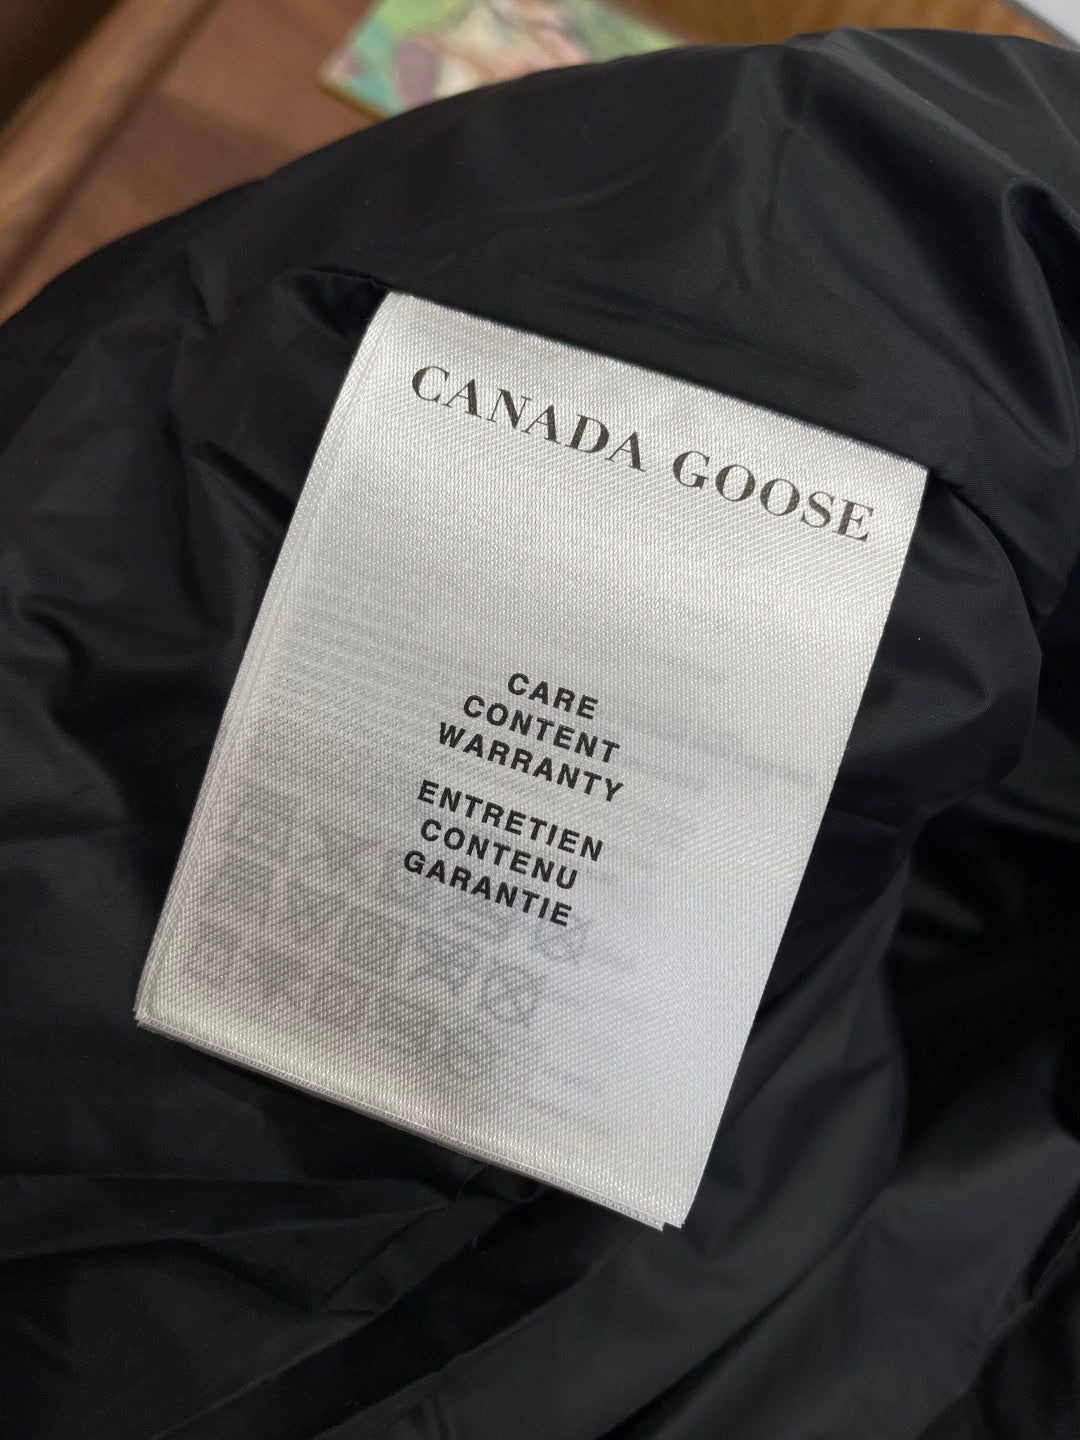 CANADA GOOSE
CARE
CONTENT
WARRANTY
ENTRETIEN
CONTENU
GARANTIE